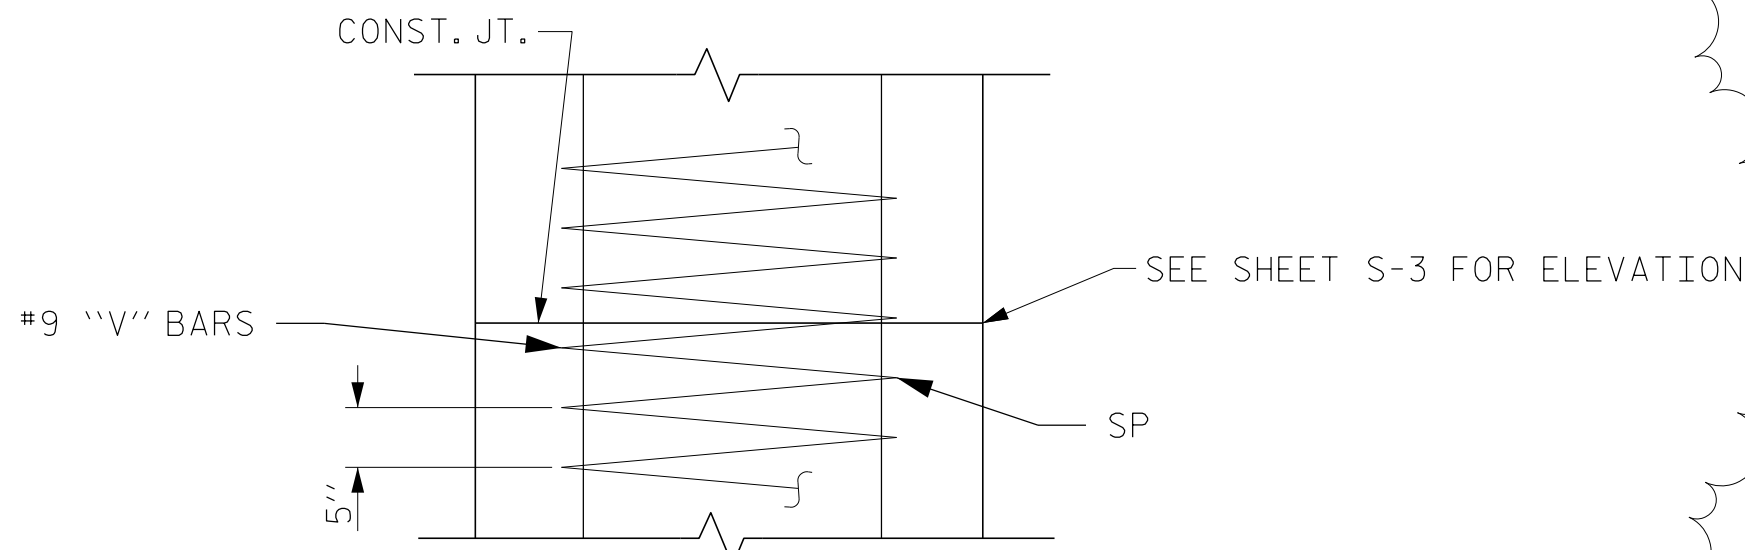 CONST. JT.
SEE SHEET S-3 FOR ELEVATION
#9 "V" BARS
SP
5"